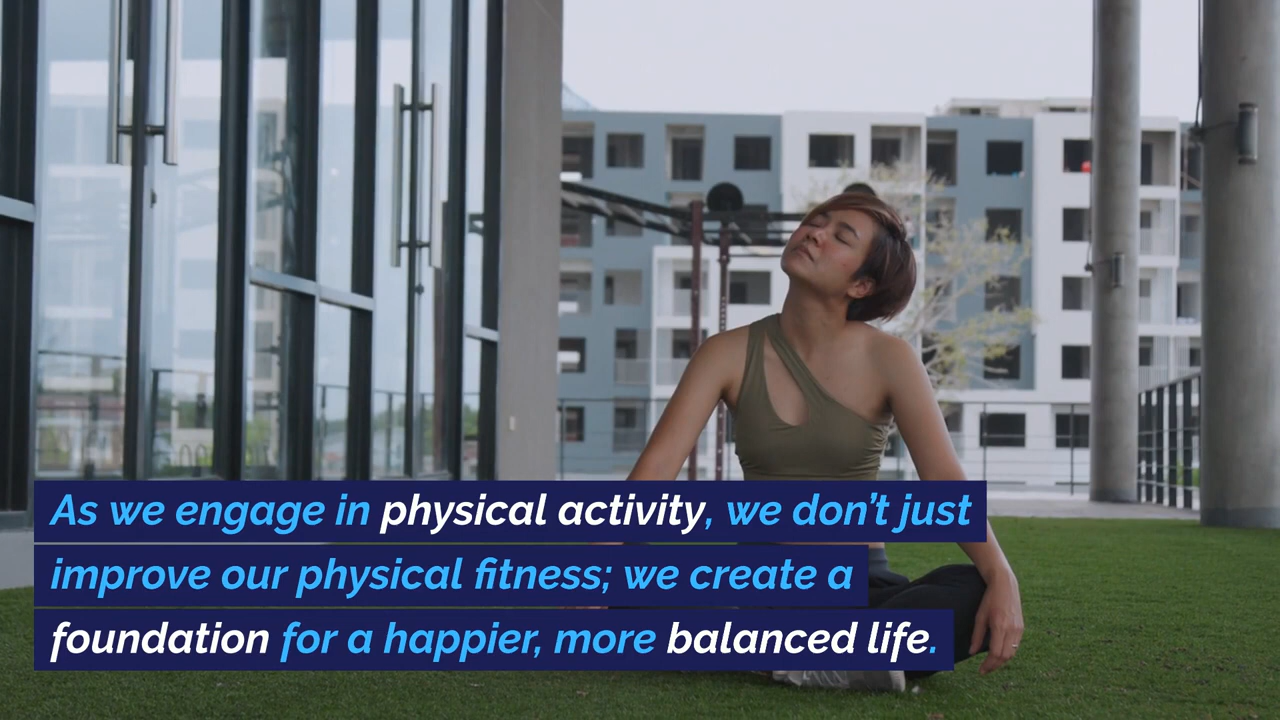 As we engage in physical activity, we don’t just
improve our physical fitness; we create a
foundation for a happier, more balanced life.